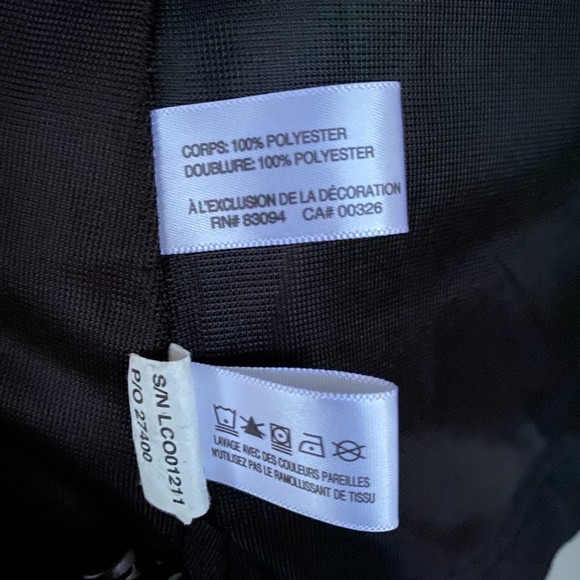 CORPS: 100% POLYESTER
DOUBLURE: 100% POLYESTER
À L'EXCLUSION DE LA DÉCORATION
RN# 83094 CA# 00326
S/N LCO01211
P/O 27400
LAVAGE AVEC DES COULEURS PAREILLES
N'UTILISEZ PAS LE RAMOLLISSANT DE TISSU